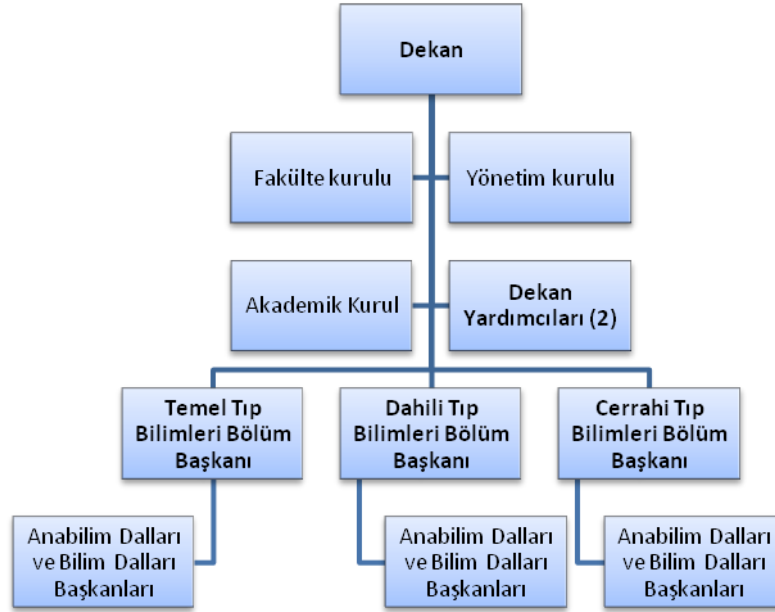 Dekan
Fakülte kurulu
Yönetim kurulu
Akademik Kurul
Dekan
Yardımcıları (2)
Temel Tıp
Bilimleri Bölüm
Başkanı
Dahili Tıp
Bilimleri Bölüm
Başkanı
Cerrahi Tıp
Bilimleri Bölüm
Başkanı
Anabilim Dalları
ve Bilim Dalları
Başkanları
Anabilim Dalları
ve Bilim Dalları
Başkanları
Anabilim Dalları
ve Bilim Dalları
Başkanları